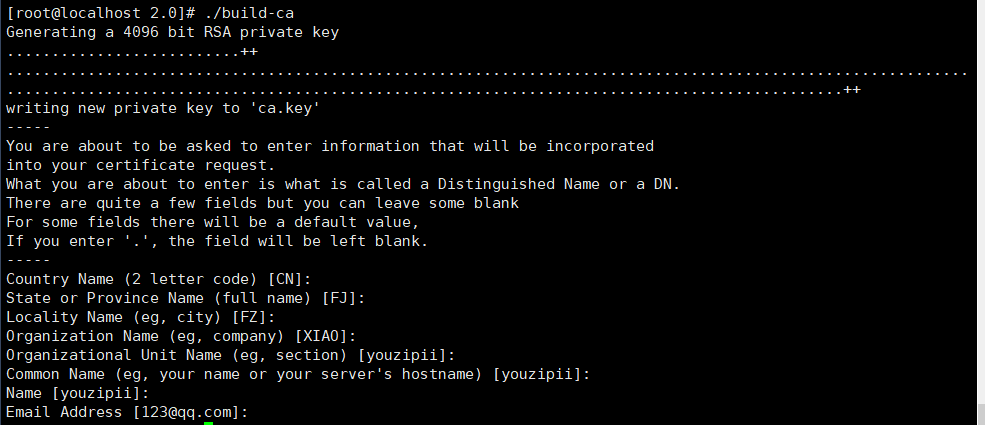 [root@localhost 2.0]# ./build-ca
Generating a 4096 bit RSA private key
..........................++
...........................................................................................................
.............................................................................................++
writing new private key to 'ca.key'
-----
You are about to be asked to enter information that will be incorporated
into your certificate request.
What you are about to enter is what is called a Distinguished Name or a DN.
There are quite a few fields but you can leave some blank
For some fields there will be a default value,
If you enter '.', the field will be left blank.
-----
Country Name (2 letter code) [CN]:
State or Province Name (full name) [FJ]:
Locality Name (eg, city) [FZ]:
Organization Name (eg, company) [XIAO]:
Organizational Unit Name (eg, section) [youzipii]:
Common Name (eg, your name or your server's hostname) [youzipii]:
Name [youzipii]:
Email Address [123@qq.com]: